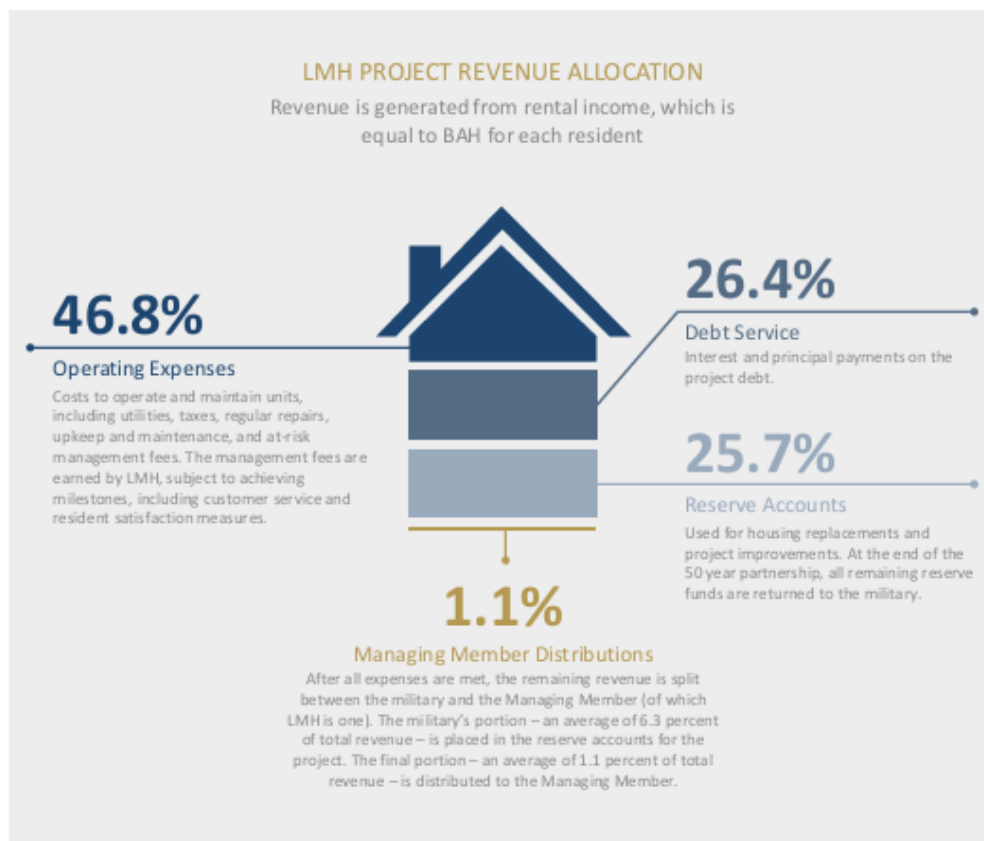 LMH PROJECT REVENUE ALLOCATION
Revenue is generated from rental income, which is
equal to BAH for each resident
46.8%
Operating Expenses
Costs to operate and maintain units,
including utilities, taxes, regular repairs,
upkeep and maintenance, and at-risk
management fees. The management fees are
earned by LMH, subject to achieving
milestones, including customer service and
resident satisfaction measures.
26.4%
Debt Service
Interest and principal payments on the
project debt.
25.7%
Reserve Accounts
Used for housing replacements and
project improvements. At the end of the
50 year partnership, all remaining reserve
funds are returned to the military.
1.1%
Managing Member Distributions
After all expenses are met, the remaining revenue is split
between the military and the Managing Member (of which
LMH is one). The military's portion – an average of 6.3 percent
of total revenue – is placed in the reserve accounts for the
project. The final portion – an average of 1.1 percent of total
revenue – is distributed to the Managing Member.